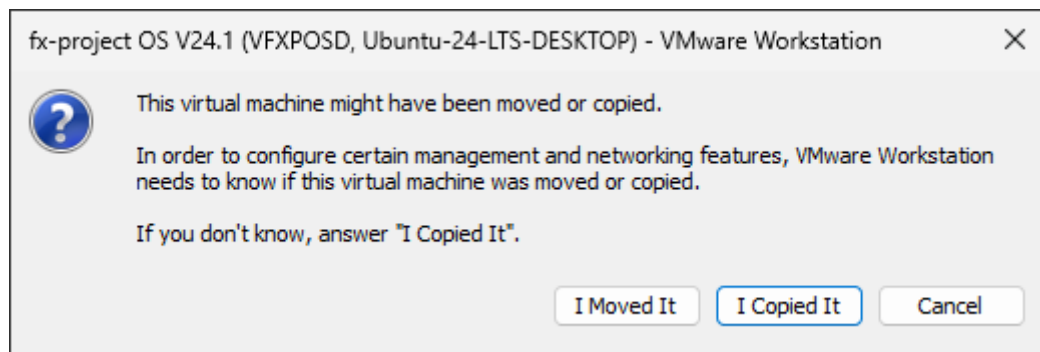 fx-project OS V24.1 (VFXPOSD, Ubuntu-24-LTS-DESKTOP) - VMware Workstation
This virtual machine might have been moved or copied.
In order to configure certain management and networking features, VMware Workstation
needs to know if this virtual machine was moved or copied.
If you don't know, answer "I Copied It".
I Moved It
I Copied It
Cancel